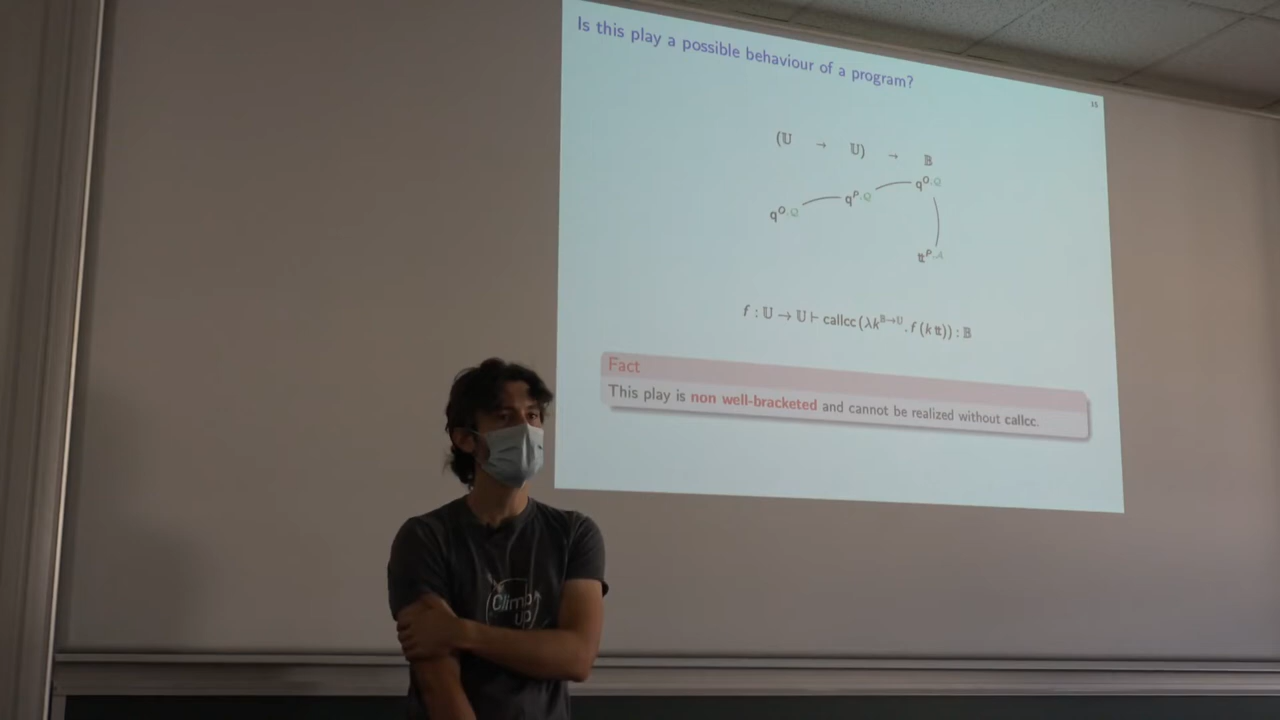 Is this play a possible behaviour of a program?
15
(𝕌 → 𝕌) → 𝔹
q^{O,Q}
q^{P,Q}
q^{O,Q}
tt^{P,A}
f : 𝕌 → 𝕌 ⊢ callcc (λk^{𝔹→𝕌}. f (k tt)) : 𝔹
Fact
This play is non well-bracketed and cannot be realized without callcc.
Climb
UP